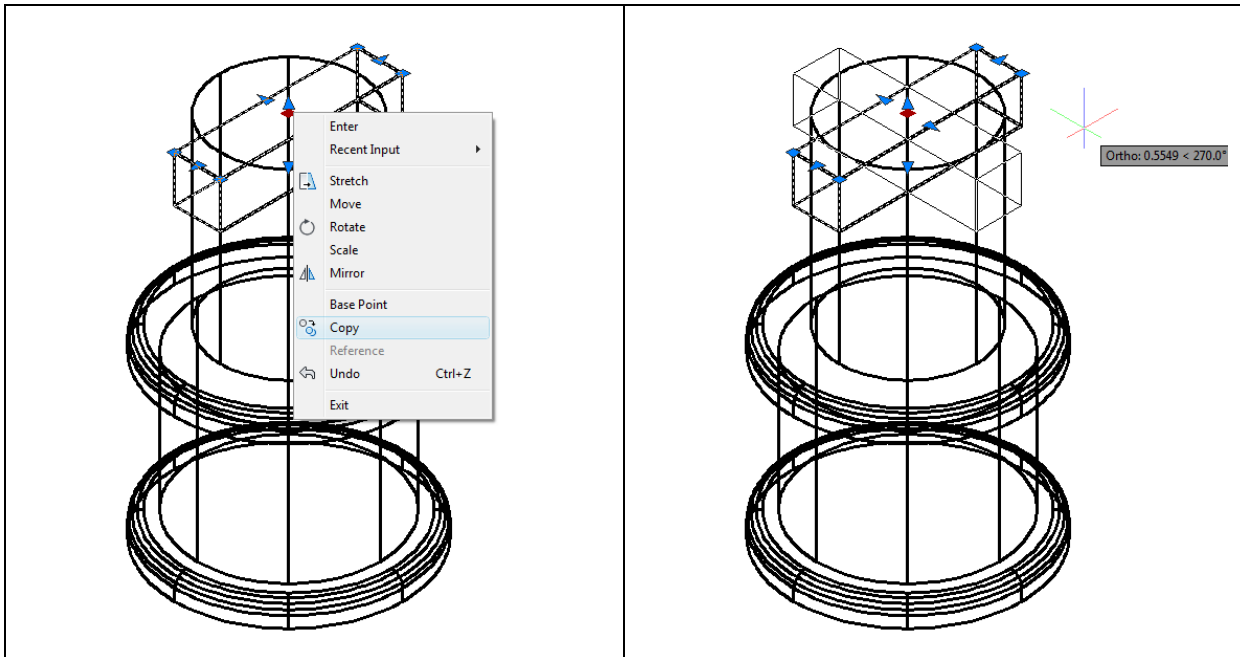 Enter
Recent Input
Stretch
Move
Rotate
Scale
Mirror
Base Point
Copy
Reference
Undo Ctrl+Z
Exit
Ortho: 0.5549 < 270.0°